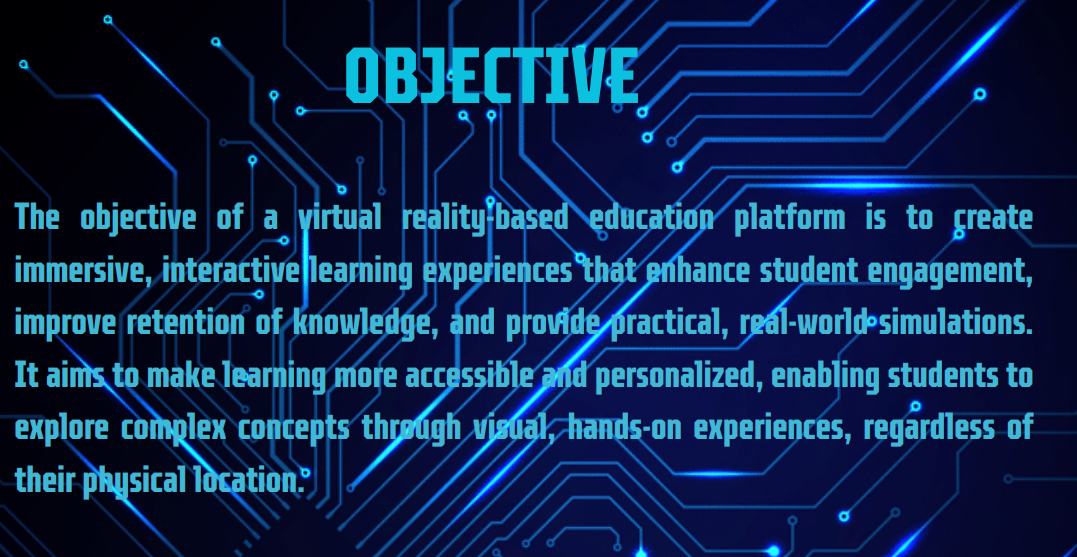 OBJECTIVE
The objective of a virtual reality-based education platform is to create
immersive, interactive learning experiences that enhance student engagement,
improve retention of knowledge, and provide practical, real-world simulations.
It aims to make learning more accessible and personalized, enabling students to
explore complex concepts through visual, hands-on experiences, regardless of
their physical location.